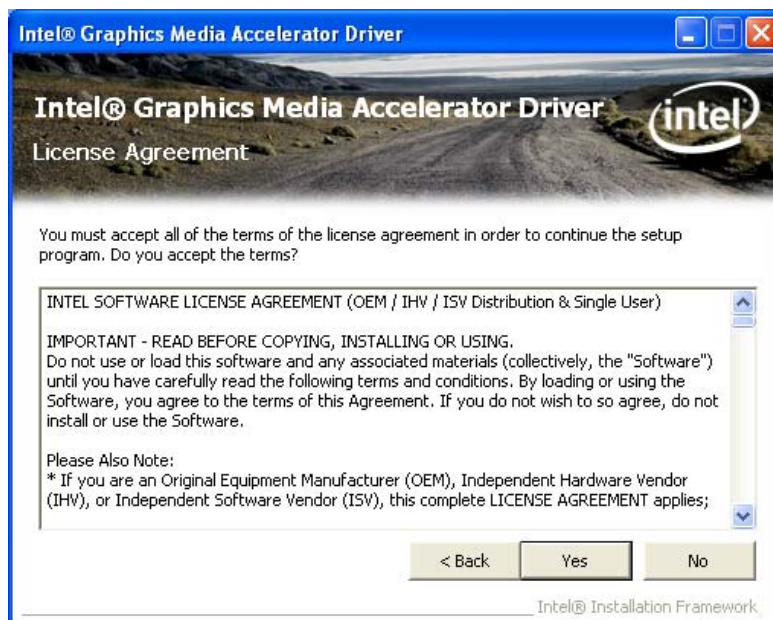 Intel® Graphics Media Accelerator Driver
Intel® Graphics Media Accelerator Driver
intel
License Agreement
You must accept all of the terms of the license agreement in order to continue the setup
program. Do you accept the terms?
INTEL SOFTWARE LICENSE AGREEMENT (OEM / IHV / ISV Distribution & Single User)
IMPORTANT - READ BEFORE COPYING, INSTALLING OR USING.
Do not use or load this software and any associated materials (collectively, the "Software")
until you have carefully read the following terms and conditions. By loading or using the
Software, you agree to the terms of this Agreement. If you do not wish to so agree, do not
install or use the Software.
Please Also Note:
* If you are an Original Equipment Manufacturer (OEM), Independent Hardware Vendor
(IHV), or Independent Software Vendor (ISV), this complete LICENSE AGREEMENT applies;
< Back
Yes
No
Intel® Installation Framework